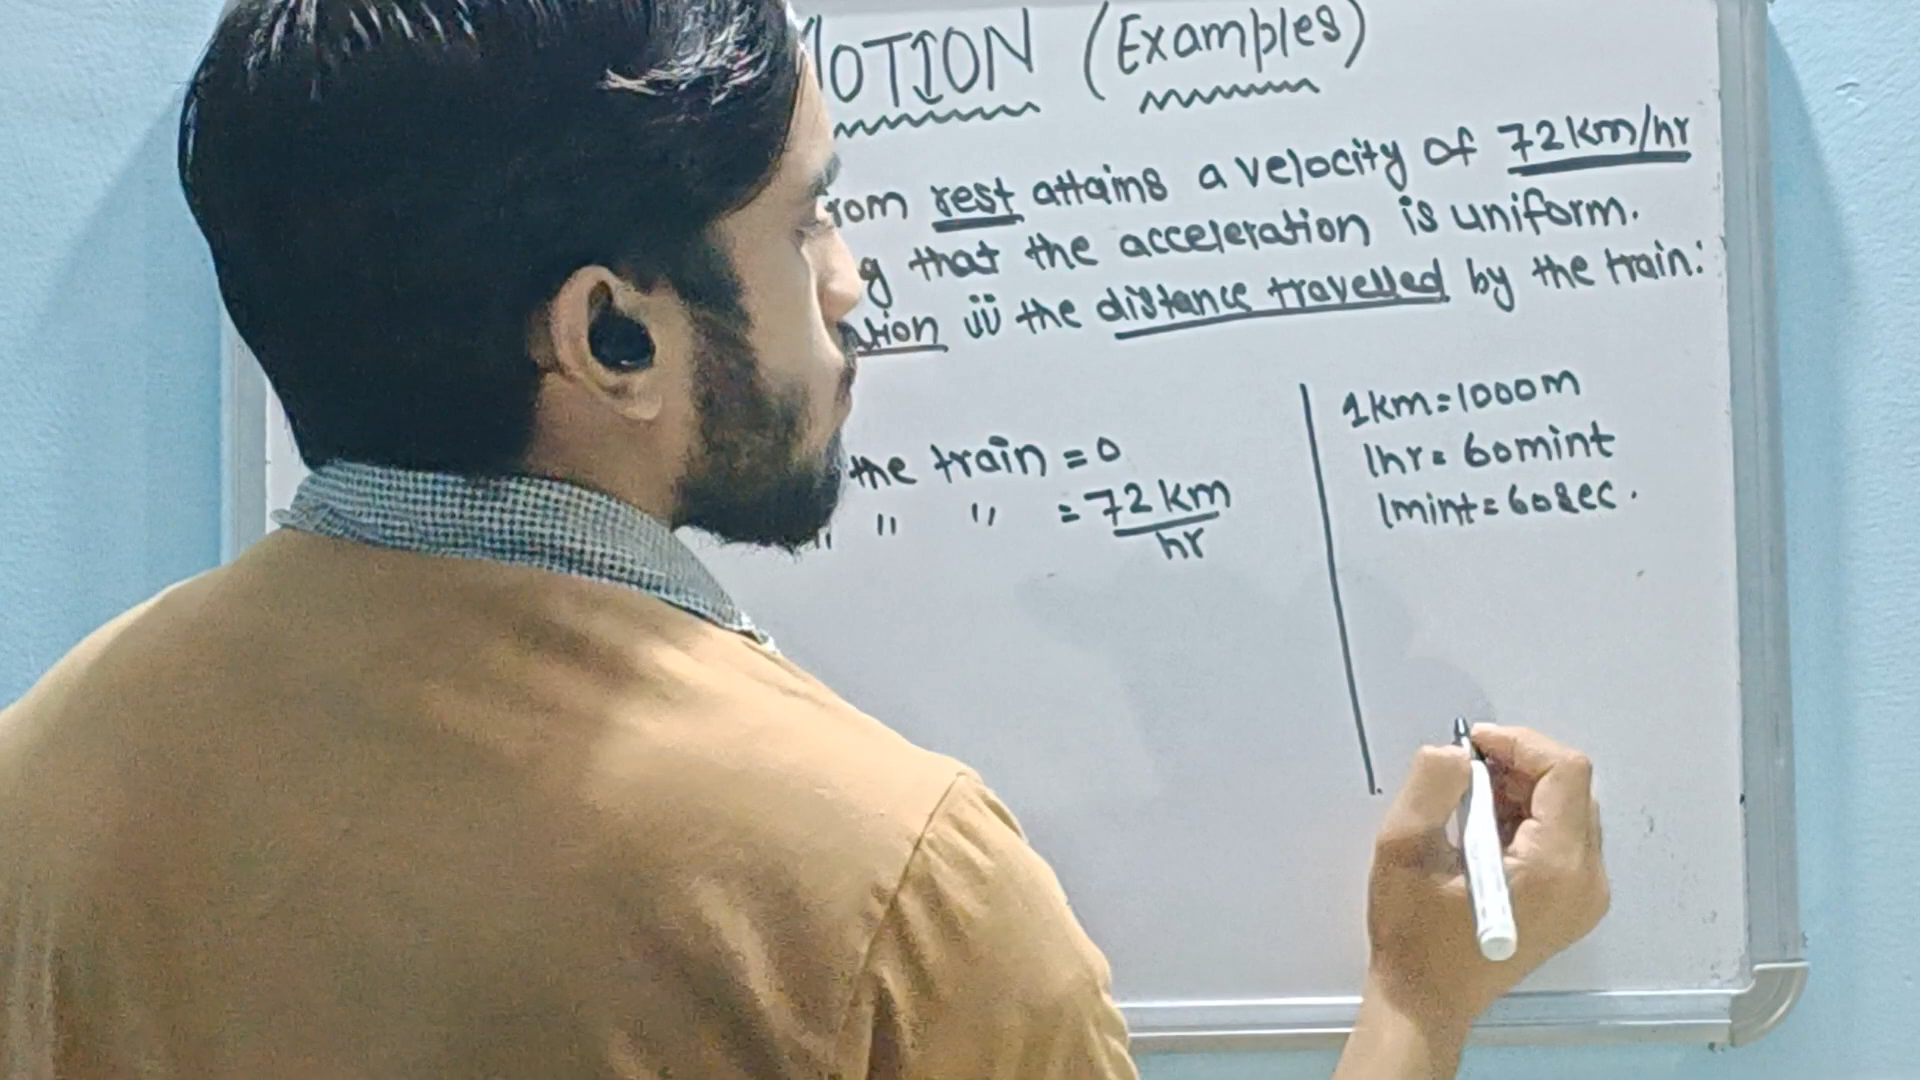 MOTION (Examples)
rom rest attains a velocity of 72km/hr
g that the acceleration is uniform.
ation ii) the distance travelled by the train:
the train = 0
" " " = 72 km
hr
1km=1000m
1hr= 60mint
1mint=60sec.